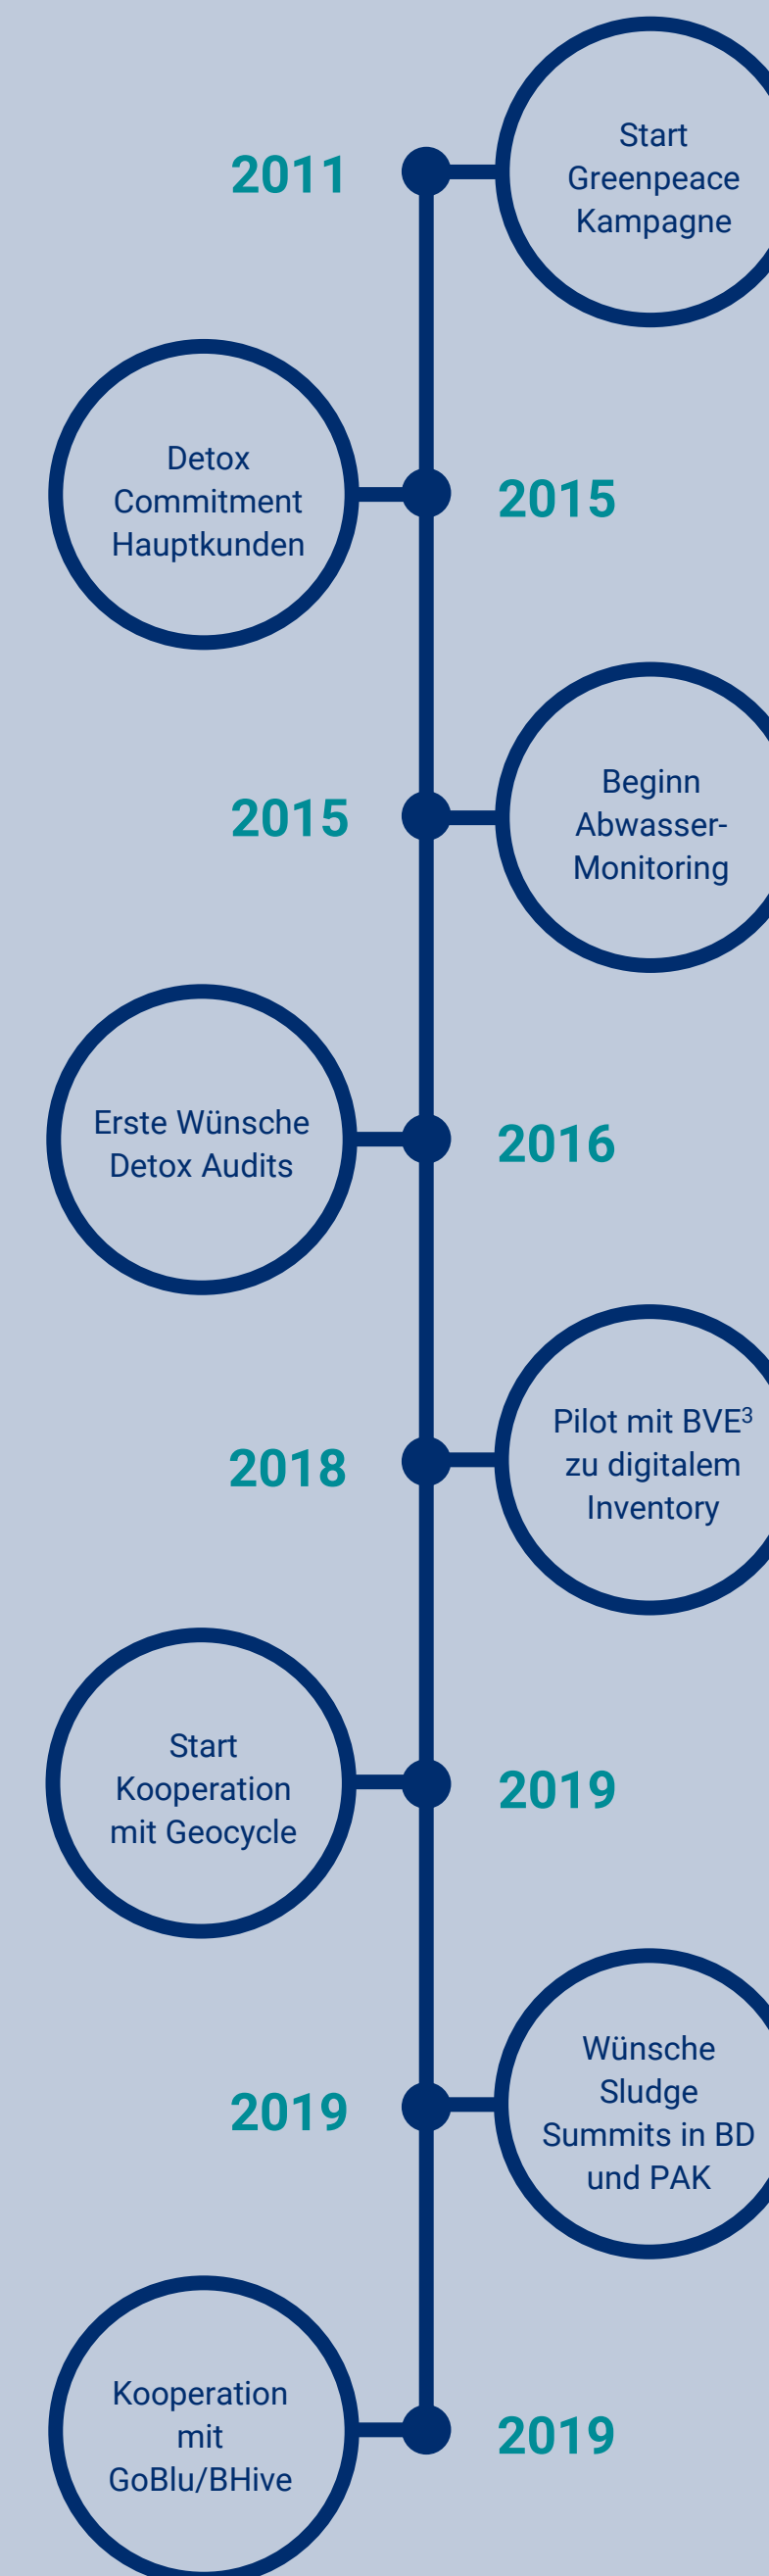 2011
Start
Greenpeace
Kampagne
Detox
Commitment
Hauptkunden
2015
2015
Beginn
Abwasser-
Monitoring
Erste Wünsche
Detox Audits
2016
2018
Pilot mit BVE³
zu digitalem
Inventory
Start
Kooperation
mit Geocycle
2019
2019
Wünsche
Sludge
Summits in BD
und PAK
Kooperation
mit
GoBlu/BHive
2019